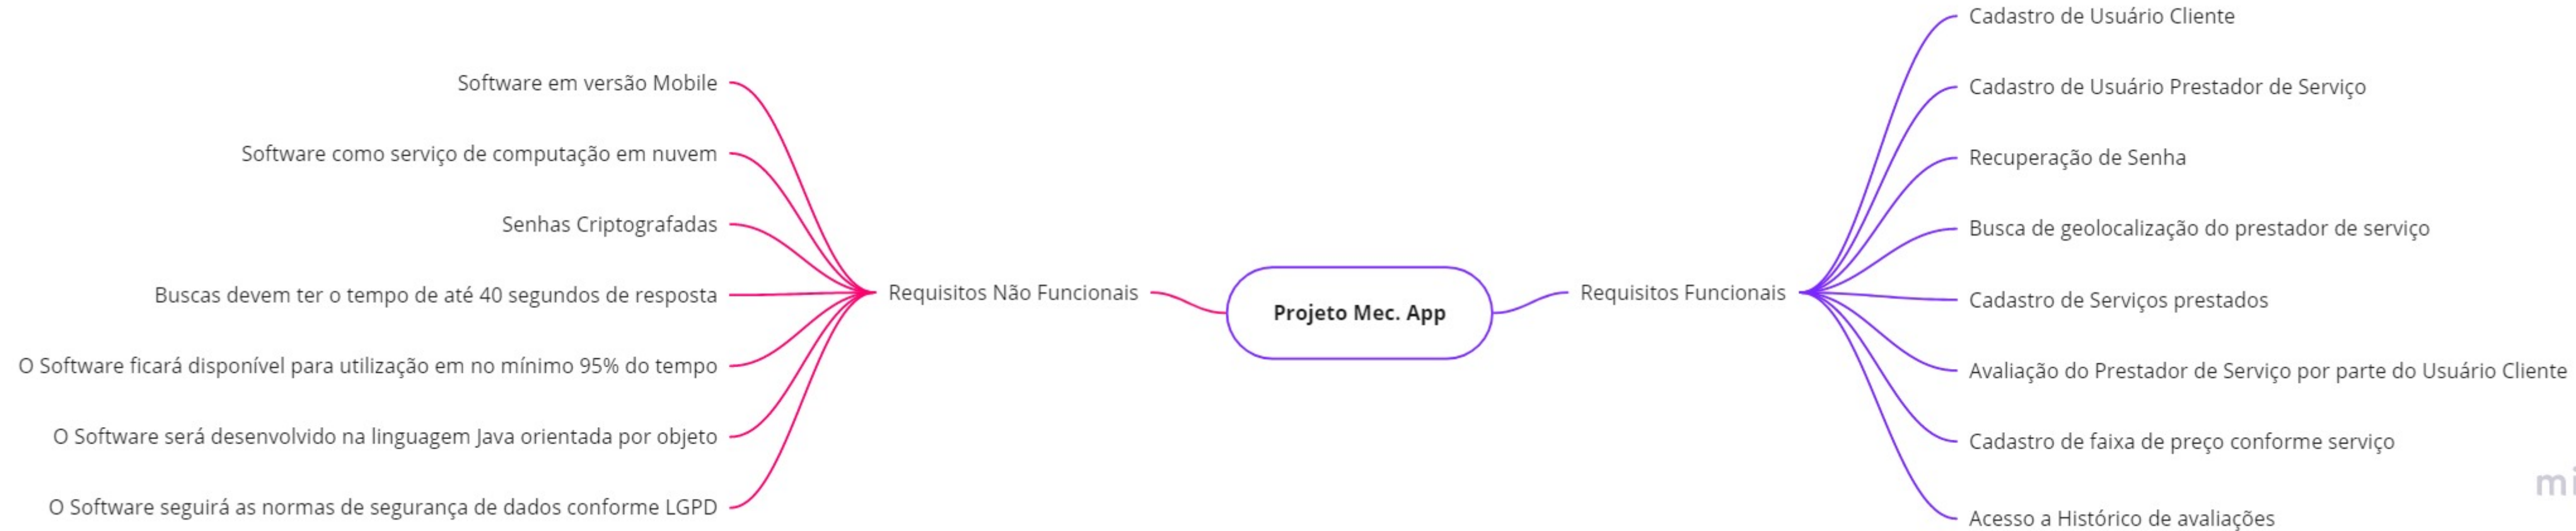 Software em versão Mobile
Software como serviço de computação em nuvem
Senhas Criptografadas
Buscas devem ter o tempo de até 40 segundos de resposta
O Software ficará disponível para utilização em no mínimo 95% do tempo
O Software será desenvolvido na linguagem Java orientada por objeto
O Software seguirá as normas de segurança de dados conforme LGPD
Requisitos Não Funcionais
Projeto Mec. App
Requisitos Funcionais
Cadastro de Usuário Cliente
Cadastro de Usuário Prestador de Serviço
Recuperação de Senha
Busca de geolocalização do prestador de serviço
Cadastro de Serviços prestados
Avaliação do Prestador de Serviço por parte do Usuário Cliente
Cadastro de faixa de preço conforme serviço
Acesso a Histórico de avaliações